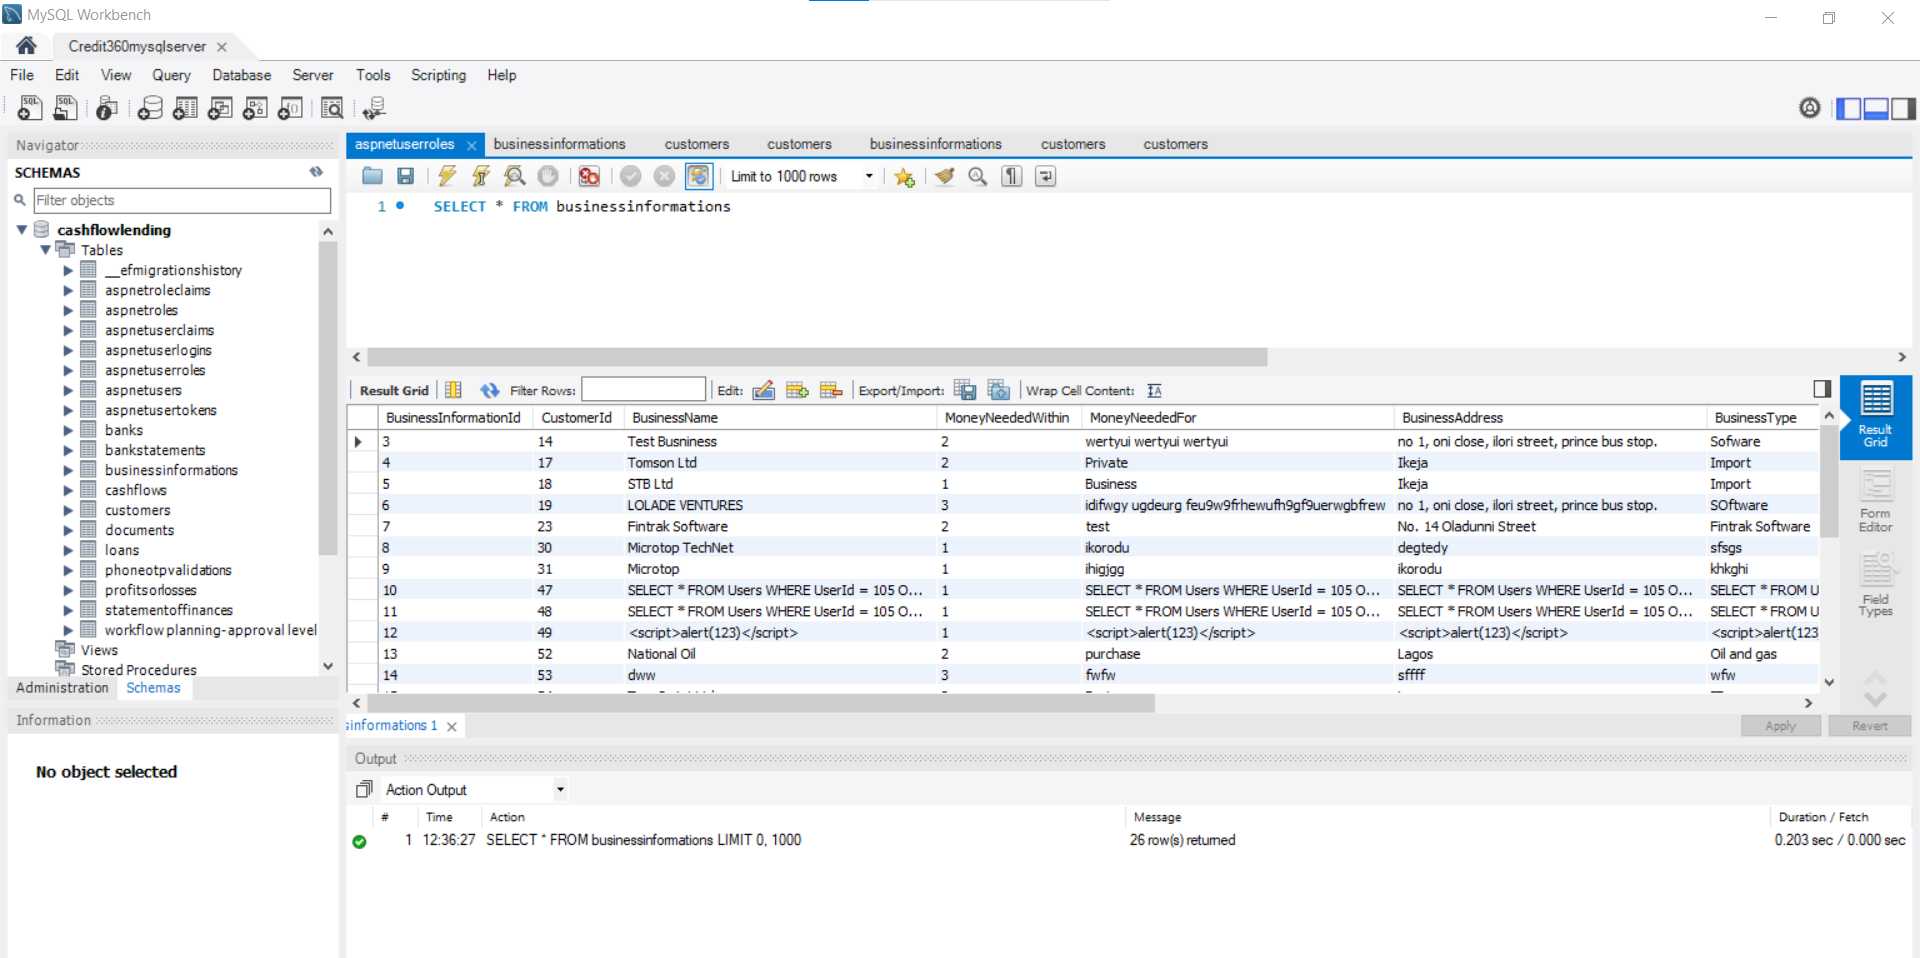 MySQL Workbench
Credit360mysqlserver
File Edit View Query Database Server Tools Scripting Help
Navigator
SCHEMAS
Filter objects
cashflowlending
Tables
__efmigrationshistory
aspnetroleclaims
aspnetroles
aspnetuserclaims
aspnetuserlogins
aspnetuserroles
aspnetusers
aspnetusertokens
banks
bankstatements
businessinformations
cashflows
customers
documents
loans
phoneotpvalidations
profitsorlosses
statementoffinances
workflow planning-approval level
Views
Stored Procedures
Administration Schemas
Information
No object selected
aspnetuserroles businessinformations customers customers businessinformations customers customers
Limit to 1000 rows
1 SELECT * FROM businessinformations
Result Grid Filter Rows: Edit: Export/Import: Wrap Cell Content:
BusinessInformationId CustomerId BusinessName MoneyNeededWithin MoneyNeededFor BusinessAddress BusinessType
3 14 Test Busniness 2 wertyui wertyui wertyui no 1, oni close, ilori street, prince bus stop. Sofware
4 17 Tomson Ltd 2 Private Ikeja Import
5 18 STB Ltd 1 Business Ikeja Import
6 19 LOLADE VENTURES 3 idifwgy ugdeurg feu9w9frhewufh9gf9uerwgbfrew no 1, oni close, ilori street, prince bus stop. SOftware
7 23 Fintrak Software 2 test No. 14 Oladunni Street Fintrak Software
8 30 Microtop TechNet 1 ikorodu degtedy sfsgs
9 31 Microtop 1 ihigjgg ikorodu khkghi
10 47 SELECT * FROM Users WHERE UserId = 105 O... 1 SELECT * FROM Users WHERE UserId = 105 O... SELECT * FROM Users WHERE UserId = 105 O... SELECT * FROM U
11 48 SELECT * FROM Users WHERE UserId = 105 O... 1 SELECT * FROM Users WHERE UserId = 105 O... SELECT * FROM Users WHERE UserId = 105 O... SELECT * FROM U
12 49 <script>alert(123)</script> 1 <script>alert(123)</script> <script>alert(123)</script> <script>alert(123
13 52 National Oil 2 purchase Lagos Oil and gas
14 53 dww 3 fwfw sffff wfw
Result Grid
Form Editor
Field Types
sinformations 1
Apply Revert
Output
Action Output
# Time Action Message Duration / Fetch
1 12:36:27 SELECT * FROM businessinformations LIMIT 0, 1000 26 row(s) returned 0.203 sec / 0.000 sec